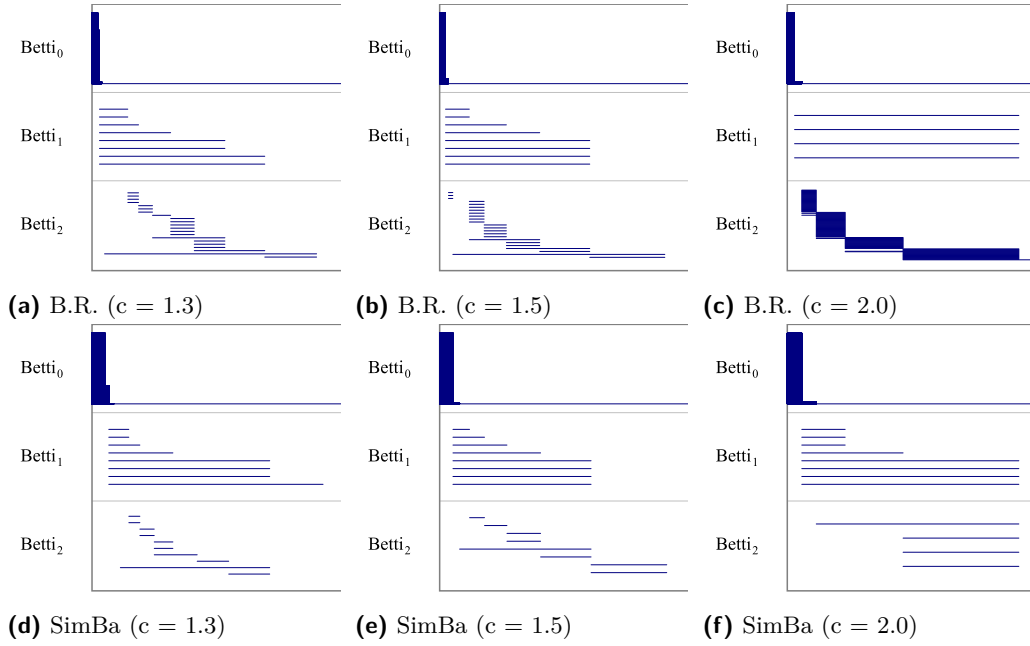 Betti₀ Betti₀ Betti₀
Betti₁ Betti₁ Betti₁
Betti₂ Betti₂ Betti₂
(a) B.R. (c = 1.3) (b) B.R. (c = 1.5) (c) B.R. (c = 2.0)
Betti₀ Betti₀ Betti₀
Betti₁ Betti₁ Betti₁
Betti₂ Betti₂ Betti₂
(d) SimBa (c = 1.3) (e) SimBa (c = 1.5) (f) SimBa (c = 2.0)